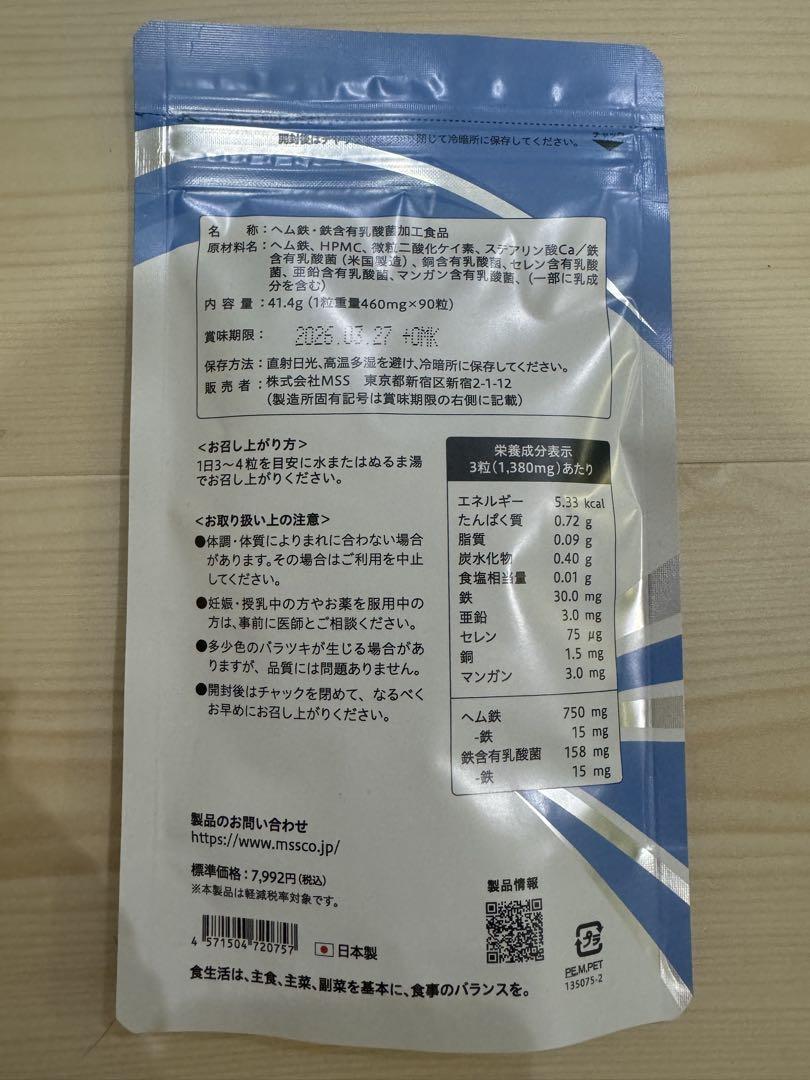 開封後はチャ
閉じて冷暗所に保存してください。
チャック
名　称：ヘム鉄・鉄含有乳酸菌加工食品
原材料名：ヘム鉄、HPMC、微粒二酸化ケイ素、ステアリン酸Ca／鉄
含有乳酸菌（米国製造）、銅含有乳酸菌、セレン含有乳酸
菌、亜鉛含有乳酸菌、マンガン含有乳酸菌、（一部に乳成
分を含む）
内 容 量：41.4g（1粒重量460mg×90粒）
賞味期限： 2026.03.27 +OMK
保存方法：直射日光、高温多湿を避け、冷暗所に保存してください。
販 売 者：株式会社MSS　東京都新宿区新宿2-1-12
（製造所固有記号は賞味期限の右側に記載）
＜お召し上がり方＞
1日3～4粒を目安に水またはぬるま湯
でお召し上がりください。
＜お取り扱い上の注意＞
●体調・体質によりまれに合わない場合
があります。その場合はご利用を中止
してください。
●妊娠・授乳中の方やお薬を服用中の
方は、事前に医師とご相談ください。
●多少色のバラツキが生じる場合があ
りますが、品質には問題ありません。
●開封後はチャックを閉めて、なるべく
お早めにお召し上がりください。
栄養成分表示
3粒(1,380mg)あたり
エネルギー 5.33 kcal
たんぱく質 0.72 g
脂質 0.09 g
炭水化物 0.40 g
食塩相当量 0.01 g
鉄 30.0 mg
亜鉛 3.0 mg
セレン 75 μg
銅 1.5 mg
マンガン 3.0 mg
ヘム鉄 750 mg
-鉄 15 mg
鉄含有乳酸菌 158 mg
-鉄 15 mg
製品のお問い合わせ
https://www.mssco.jp/
標準価格：7,992円（税込）
※本製品は軽減税率対象です。
4 571504 720757
日本製
製品情報
プラ
PE,M,PET
135075-2
食生活は、主食、主菜、副菜を基本に、食事のバランスを。